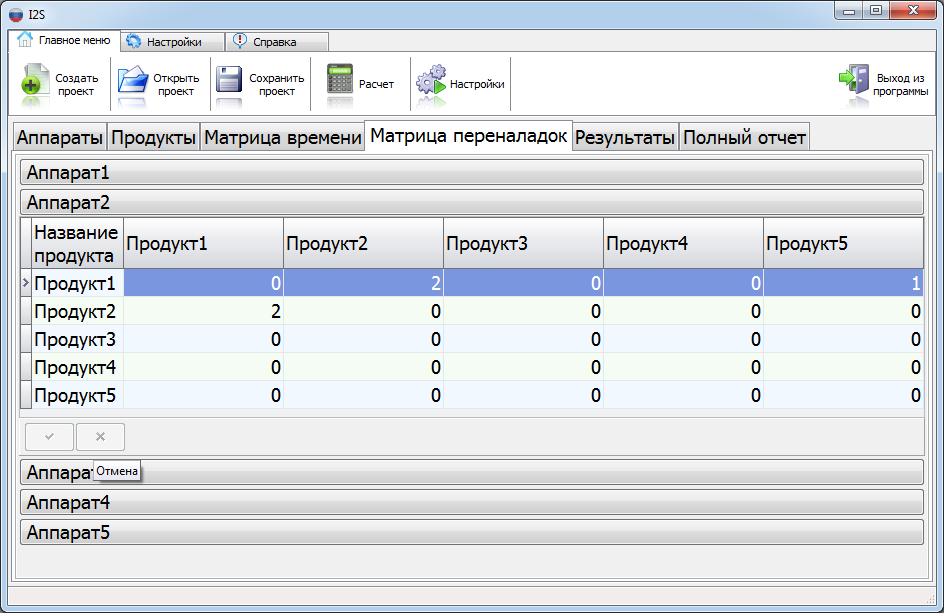 I2S
Главное меню Настройки Справка
Создать проект Открыть проект Сохранить проект Расчет Настройки Выход из программы
Аппараты Продукты Матрица времени Матрица переналадок Результаты Полный отчет
Аппарат1
Аппарат2
Название продукта Продукт1 Продукт2 Продукт3 Продукт4 Продукт5
Продукт1 0 2 0 0 1
Продукт2 2 0 0 0 0
Продукт3 0 0 0 0 0
Продукт4 0 0 0 0 0
Продукт5 0 0 0 0 0
Аппарат
Отмена
Аппарат4
Аппарат5